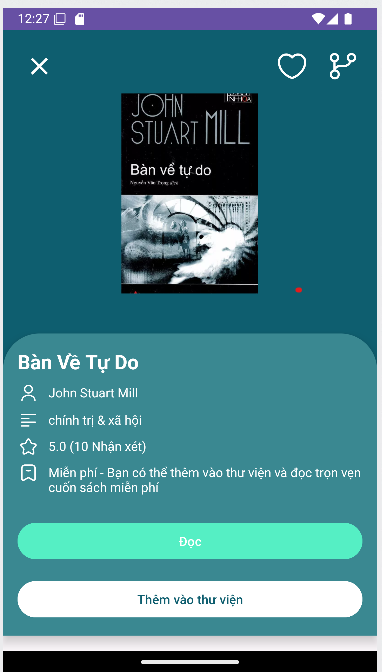 12:27
JOHN
STUART MILL
Bàn về tự do
Bàn Về Tự Do
John Stuart Mill
chính trị & xã hội
5.0 (10 Nhận xét)
Miễn phí - Bạn có thể thêm vào thư viện và đọc trọn vẹn
cuốn sách miễn phí
Đọc
Thêm vào thư viện